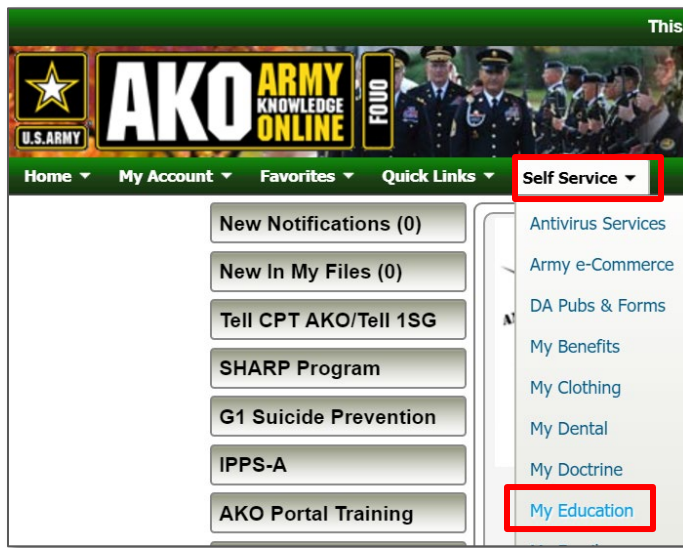 This
U.S.ARMY
AKO ARMY KNOWLEDGE ONLINE FOUO
Home My Account Favorites Quick Links Self Service
New Notifications (0)
New In My Files (0)
Tell CPT AKO/Tell 1SG
SHARP Program
G1 Suicide Prevention
IPPS-A
AKO Portal Training
Antivirus Services
Army e-Commerce
DA Pubs & Forms
My Benefits
My Clothing
My Dental
My Doctrine
My Education